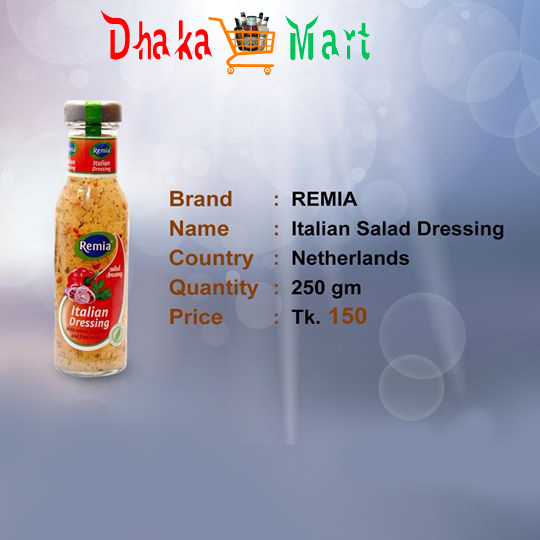 Dhaka Mart
Remia
Italian
Dressing
Remia
salad
dressing
Italian
Dressing
Brand : REMIA
Name : Italian Salad Dressing
Country : Netherlands
Quantity : 250 gm
Price : Tk. 150